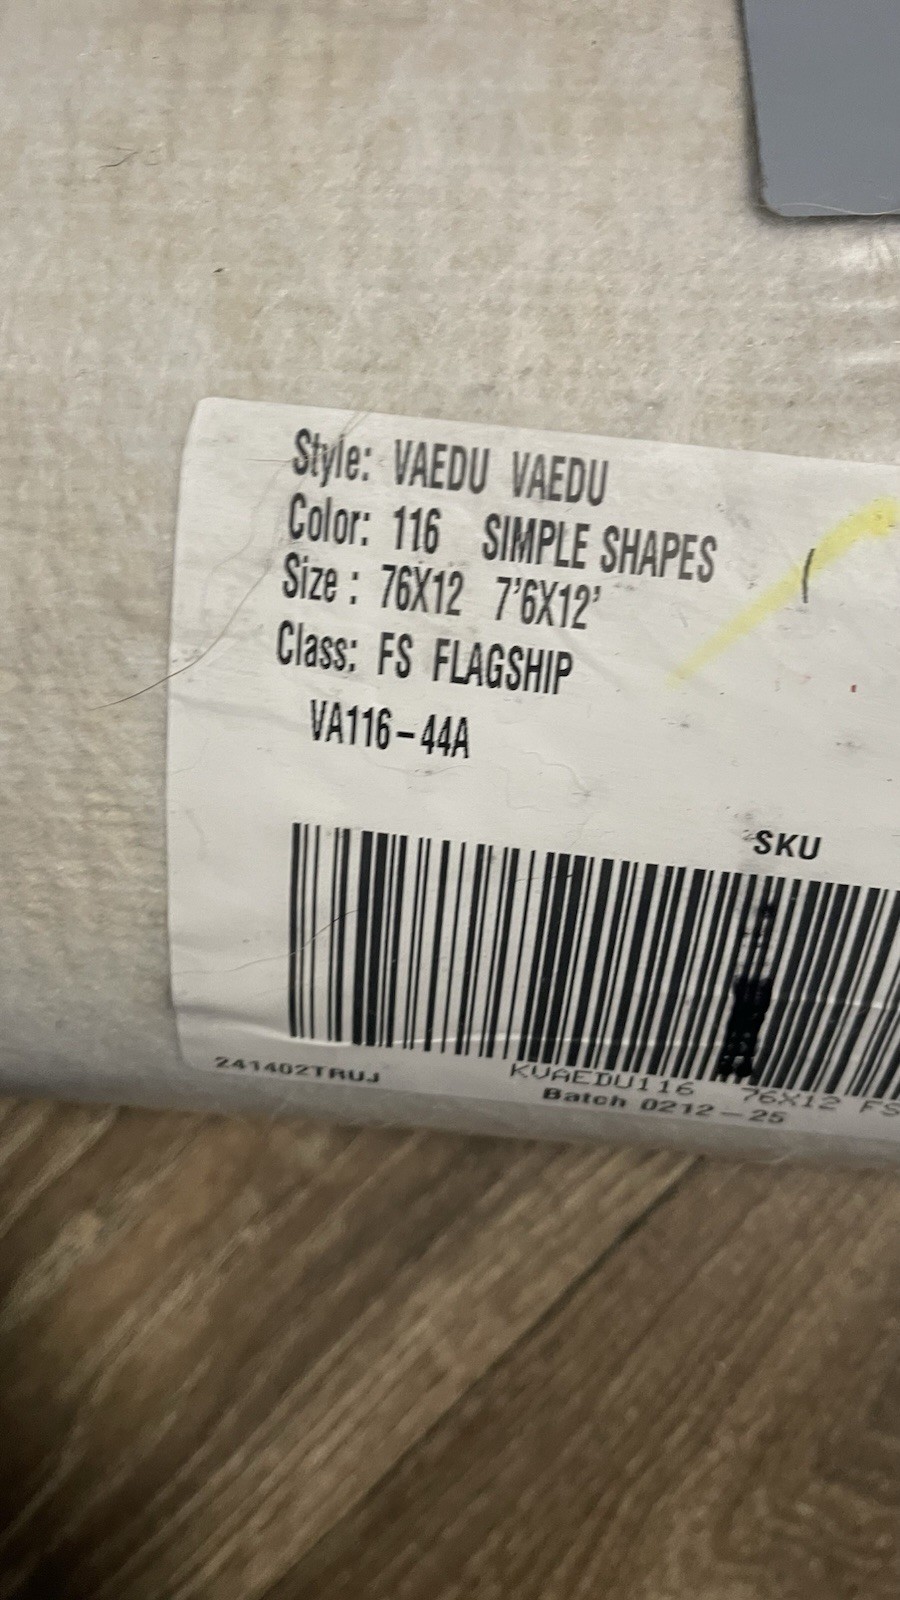 Style: VAEDU VAEDU
Color: 116 SIMPLE SHAPES
Size : 76X12 7'6X12'
Class: FS FLAGSHIP
VA116-44A
SKU
241402TRUJ
KVAEDU116 76X12 FS
Batch 0212-25